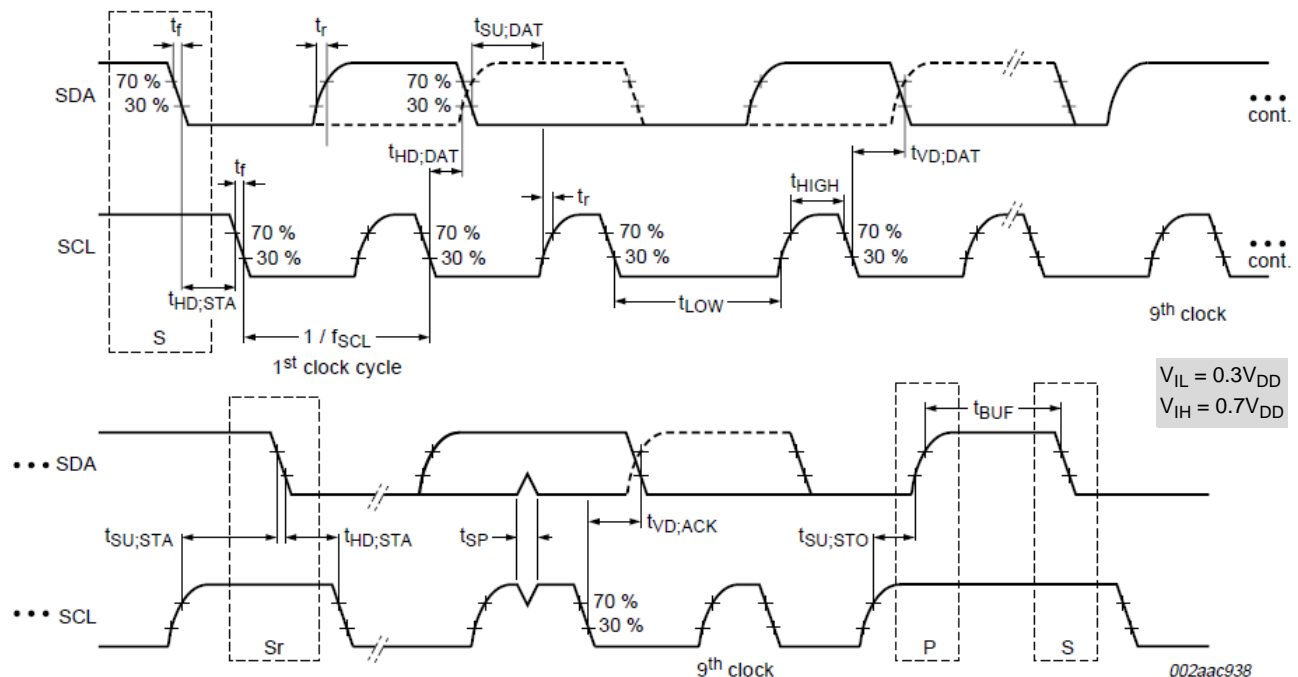 tf tr tSU;DAT
70 % 70 %
SDA
30 % 30 %
•••
cont.
tf tHD;DAT tVD;DAT
tr tHIGH
70 % 70 % 70 % 70 %
SCL
30 % 30 % 30 % 30 %
•••
cont.
tHD;STA tLOW
9th clock
S 1 / fSCL
1st clock cycle
VIL = 0.3VDD
VIH = 0.7VDD
tBUF
••• SDA
tSU;STA tHD;STA tSP tVD;ACK tSU;STO
••• SCL
70 %
30 %
Sr 9th clock P S
002aac938